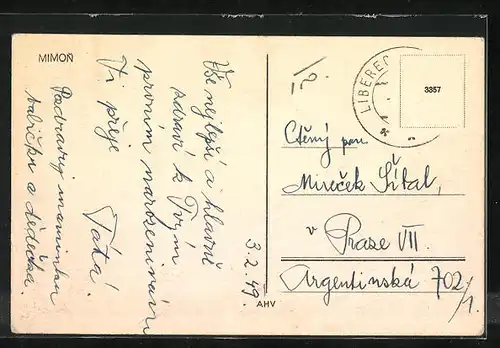 MIMOŇ
Vše nejlepší a hlavně
zdraví k Tvým
prvním narozeninám
Ti přeje
Táta!
Pozdravuj maminku
babičku a dědečka.
3.2.49.
AHV
LIBEREC
3357
Ctěný pan
Mireček Šítal,
v Praze VII.
Argentinská 702/1.